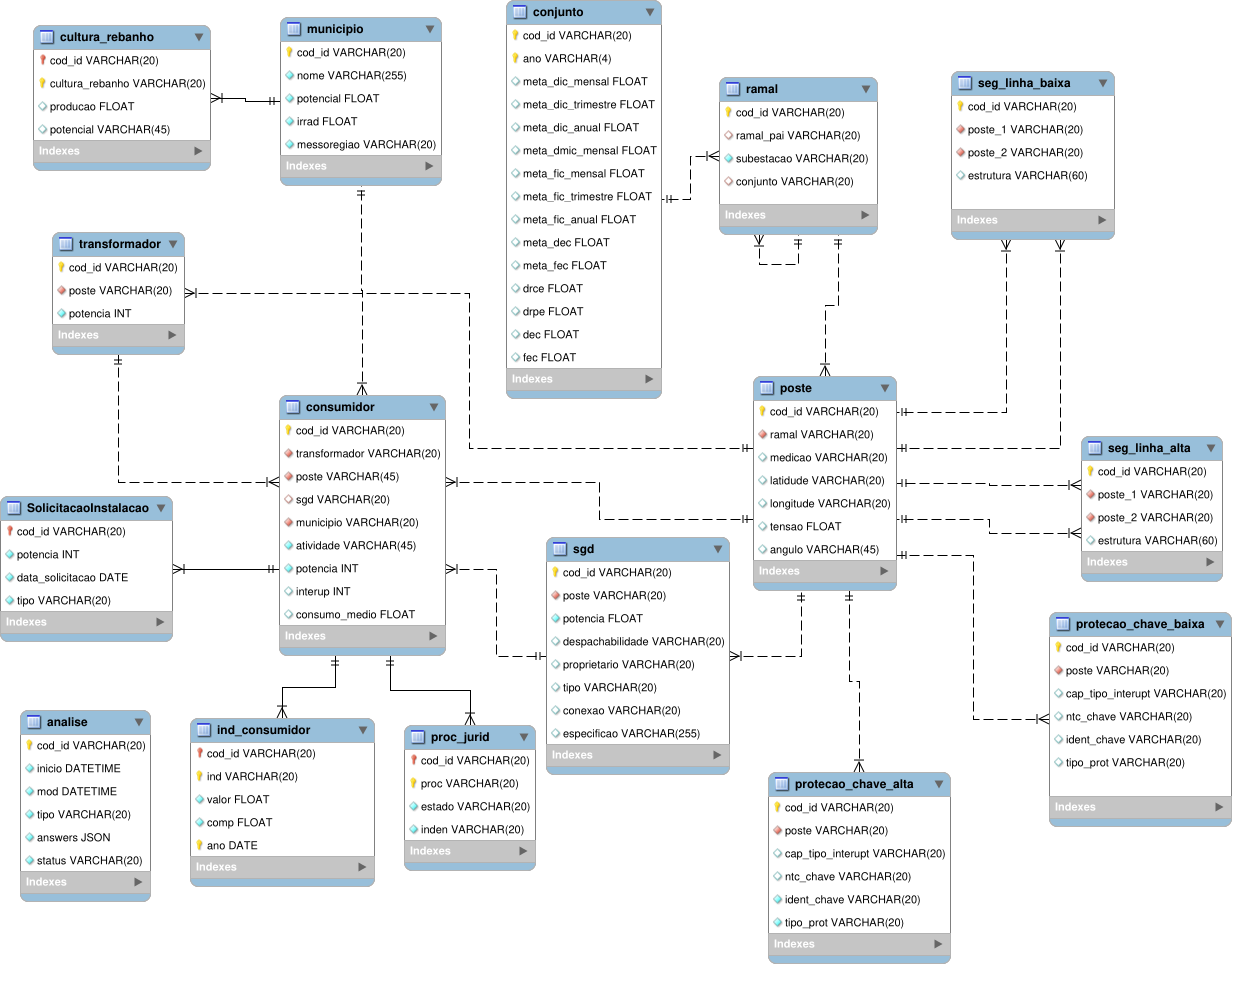 cultura_rebanho
cod_id VARCHAR(20)
cultura_rebanho VARCHAR(20)
producao FLOAT
potencial VARCHAR(45)
Indexes
municipio
cod_id VARCHAR(20)
nome VARCHAR(255)
potencial FLOAT
irrad FLOAT
messoregiao VARCHAR(20)
Indexes
conjunto
cod_id VARCHAR(20)
ano VARCHAR(4)
meta_dic_mensal FLOAT
meta_dic_trimestre FLOAT
meta_dic_anual FLOAT
meta_dmic_mensal FLOAT
meta_fic_mensal FLOAT
meta_fic_trimestre FLOAT
meta_fic_anual FLOAT
meta_dec FLOAT
meta_fec FLOAT
drce FLOAT
drpe FLOAT
dec FLOAT
fec FLOAT
Indexes
ramal
cod_id VARCHAR(20)
ramal_pai VARCHAR(20)
subestacao VARCHAR(20)
conjunto VARCHAR(20)
Indexes
seg_linha_baixa
cod_id VARCHAR(20)
poste_1 VARCHAR(20)
poste_2 VARCHAR(20)
estrutura VARCHAR(60)
Indexes
transformador
cod_id VARCHAR(20)
poste VARCHAR(20)
potencia INT
Indexes
consumidor
cod_id VARCHAR(20)
transformador VARCHAR(20)
poste VARCHAR(45)
sgd VARCHAR(20)
municipio VARCHAR(20)
atividade VARCHAR(45)
potencia INT
interup INT
consumo_medio FLOAT
Indexes
poste
cod_id VARCHAR(20)
ramal VARCHAR(20)
medicao VARCHAR(20)
latidude VARCHAR(20)
longitude VARCHAR(20)
tensao FLOAT
angulo VARCHAR(45)
Indexes
seg_linha_alta
cod_id VARCHAR(20)
poste_1 VARCHAR(20)
poste_2 VARCHAR(20)
estrutura VARCHAR(60)
Indexes
SolicitacaoInstalacao
cod_id VARCHAR(20)
potencia INT
data_solicitacao DATE
tipo VARCHAR(20)
Indexes
sgd
cod_id VARCHAR(20)
poste VARCHAR(20)
potencia FLOAT
despachabilidade VARCHAR(20)
proprietario VARCHAR(20)
tipo VARCHAR(20)
conexao VARCHAR(20)
especificao VARCHAR(255)
Indexes
protecao_chave_baixa
cod_id VARCHAR(20)
poste VARCHAR(20)
cap_tipo_interupt VARCHAR(20)
ntc_chave VARCHAR(20)
ident_chave VARCHAR(20)
tipo_prot VARCHAR(20)
Indexes
analise
cod_id VARCHAR(20)
inicio DATETIME
mod DATETIME
tipo VARCHAR(20)
answers JSON
status VARCHAR(20)
Indexes
ind_consumidor
cod_id VARCHAR(20)
ind VARCHAR(20)
valor FLOAT
comp FLOAT
ano DATE
Indexes
proc_jurid
cod_id VARCHAR(20)
proc VARCHAR(20)
estado VARCHAR(20)
inden VARCHAR(20)
Indexes
protecao_chave_alta
cod_id VARCHAR(20)
poste VARCHAR(20)
cap_tipo_interupt VARCHAR(20)
ntc_chave VARCHAR(20)
ident_chave VARCHAR(20)
tipo_prot VARCHAR(20)
Indexes